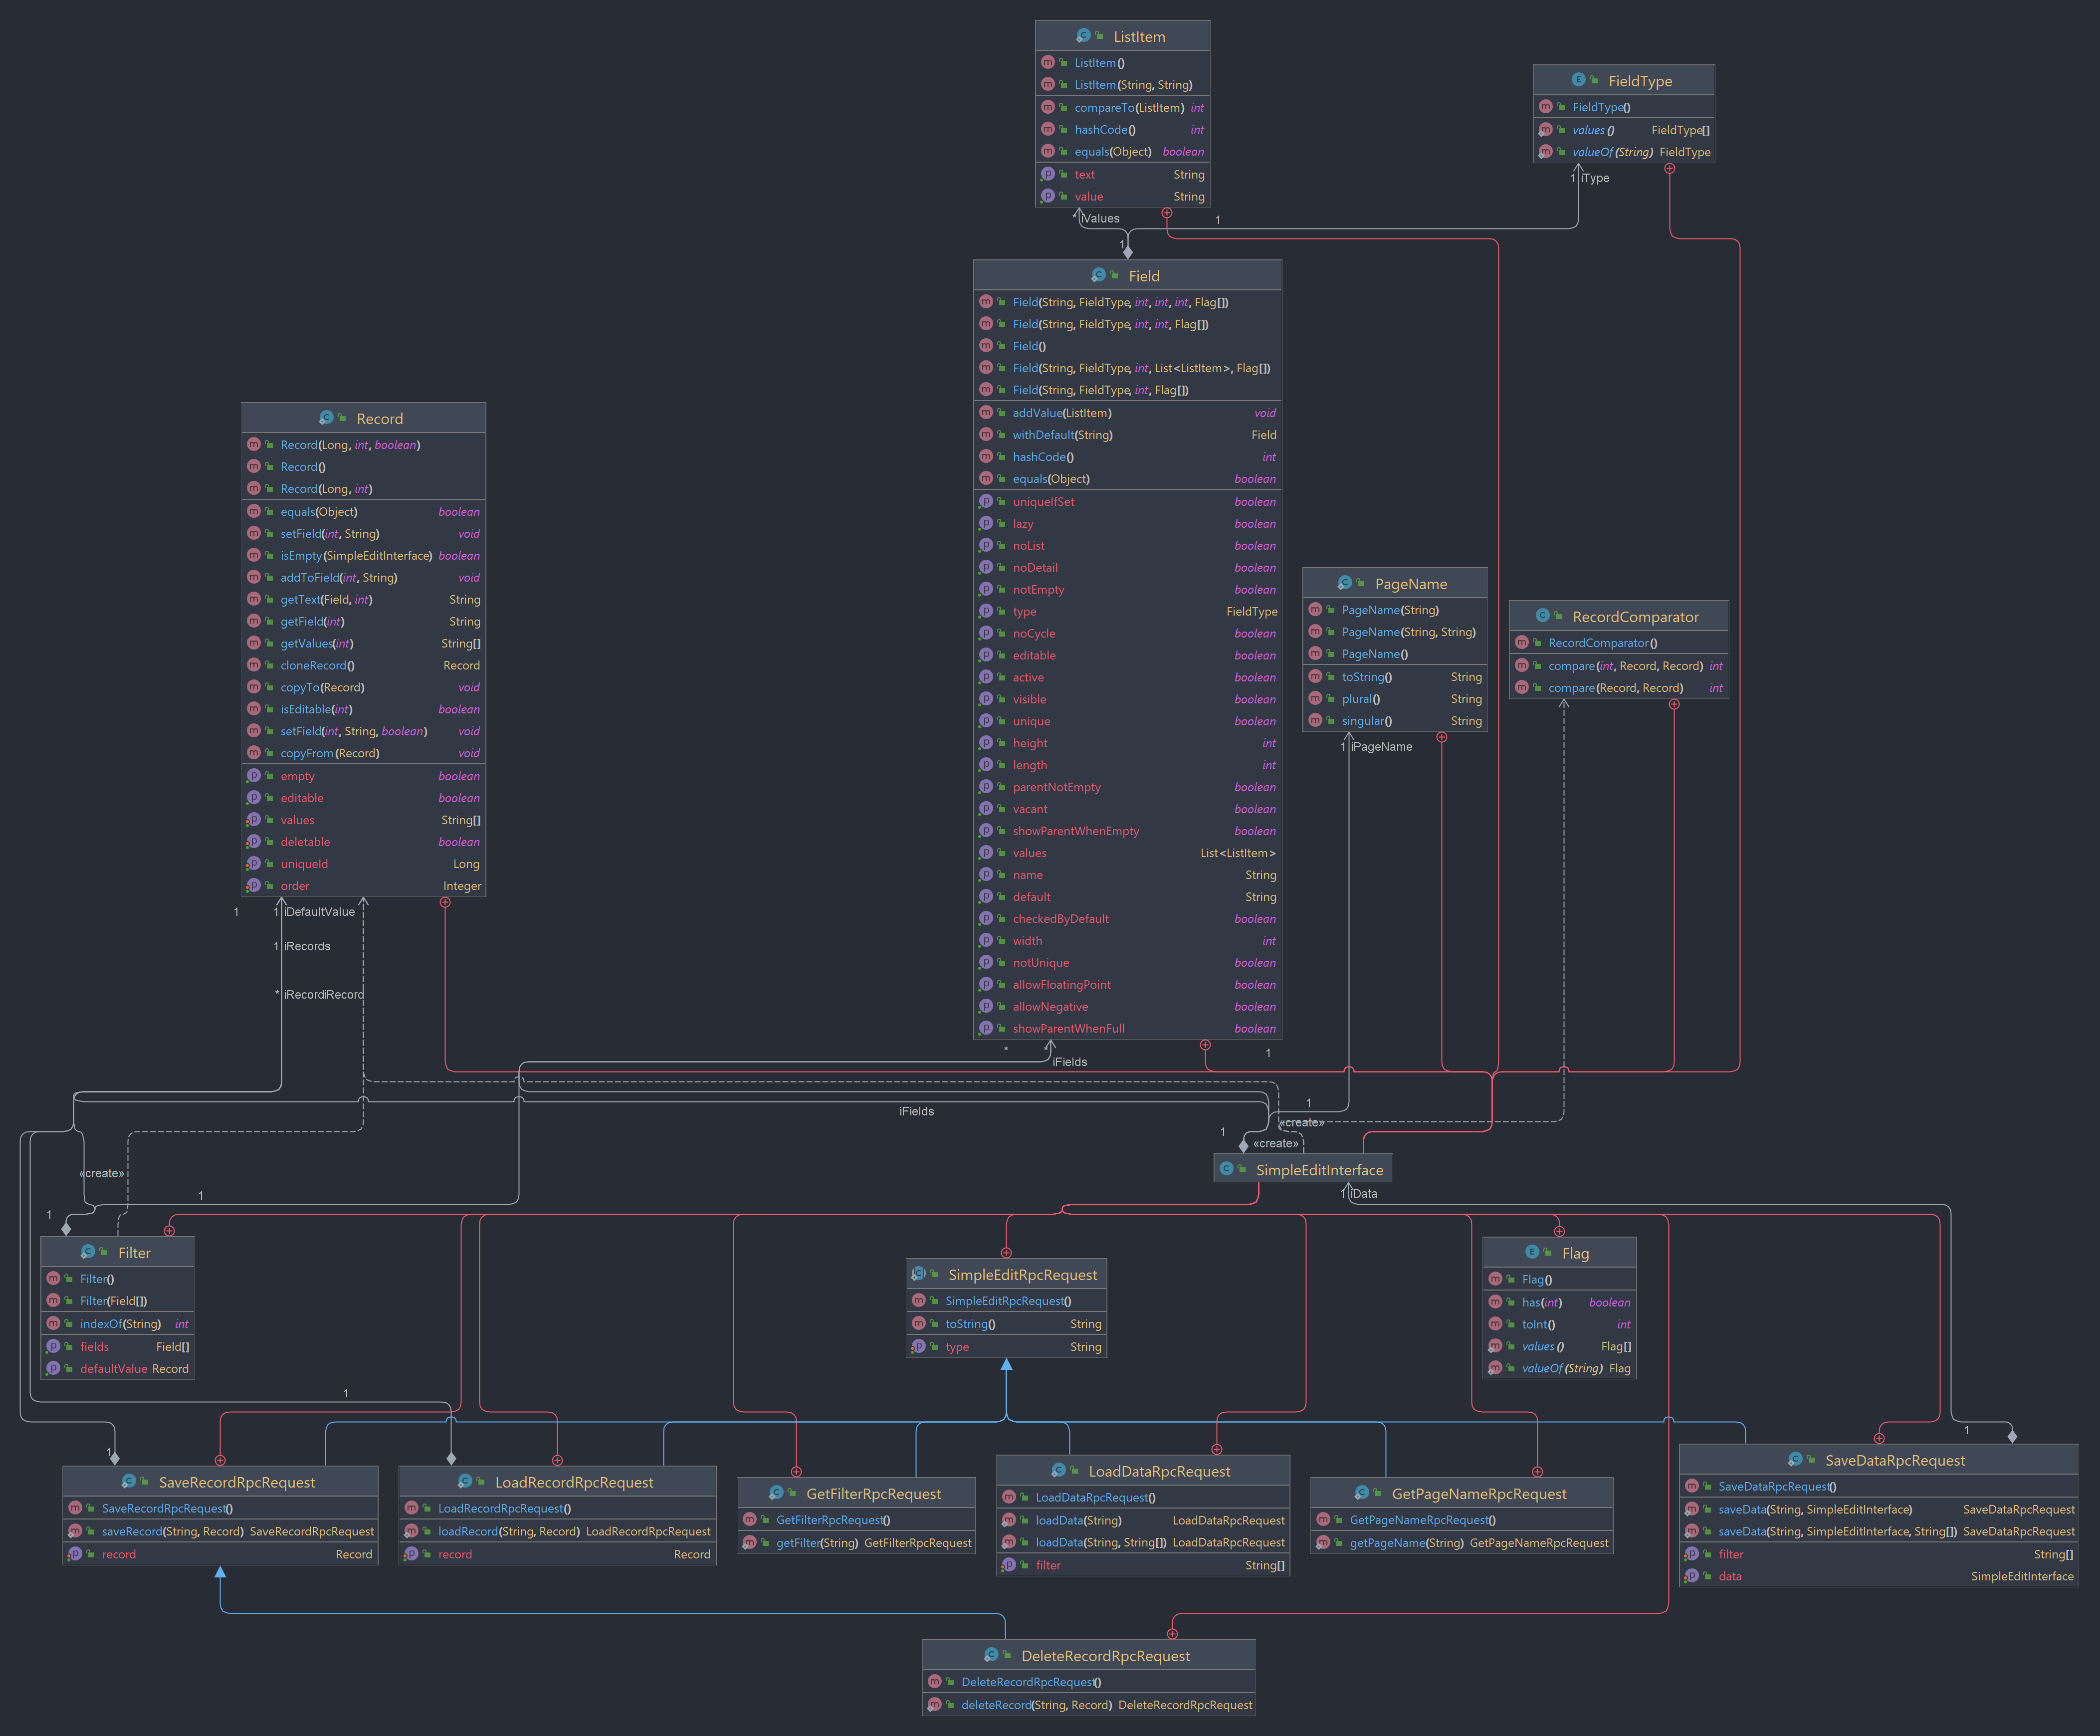 ListItem
ListItem()
ListItem(String, String)
compareTo(ListItem) int
hashCode() int
equals(Object) boolean
text String
value String
FieldType
FieldType()
values() FieldType[]
valueOf(String) FieldType
1 iType
* iValues
1
1
Field
Field(String, FieldType, int, int, int, Flag[])
Field(String, FieldType, int, int, Flag[])
Field()
Field(String, FieldType, int, List<ListItem>, Flag[])
Field(String, FieldType, int, Flag[])
addValue(ListItem) void
withDefault(String) Field
hashCode() int
equals(Object) boolean
uniqueIfSet boolean
lazy boolean
noList boolean
noDetail boolean
notEmpty boolean
type FieldType
noCycle boolean
editable boolean
active boolean
visible boolean
unique boolean
height int
length int
parentNotEmpty boolean
vacant boolean
showParentWhenEmpty boolean
values List<ListItem>
name String
default String
checkedByDefault boolean
width int
notUnique boolean
allowFloatingPoint boolean
allowNegative boolean
showParentWhenFull boolean
Record
Record(Long, int, boolean)
Record()
Record(Long, int)
equals(Object) boolean
setField(int, String) void
isEmpty(SimpleEditInterface) boolean
addToField(int, String) void
getText(Field, int) String
getField(int) String
getValues(int) String[]
cloneRecord() Record
copyTo(Record) void
isEditable(int) boolean
setField(int, String, boolean) void
copyFrom(Record) void
empty boolean
editable boolean
values String[]
deletable boolean
uniqueId Long
order Integer
PageName
PageName(String)
PageName(String, String)
PageName()
toString() String
plural() String
singular() String
RecordComparator
RecordComparator()
compare(int, Record, Record) int
compare(Record, Record) int
1 iPageName
1
1 iDefaultValue
1 iRecords
* iRecordiRecord
*
*
1
iFields
iFields
1
«create»
1
«create»
SimpleEditInterface
1 iData
«create»
1
1
Filter
Filter()
Filter(Field[])
indexOf(String) int
fields Field[]
defaultValue Record
SimpleEditRpcRequest
SimpleEditRpcRequest()
toString() String
type String
Flag
Flag()
has(int) boolean
toInt() int
values() Flag[]
valueOf(String) Flag
1
1
1
SaveRecordRpcRequest
SaveRecordRpcRequest()
saveRecord(String, Record) SaveRecordRpcRequest
record Record
LoadRecordRpcRequest
LoadRecordRpcRequest()
loadRecord(String, Record) LoadRecordRpcRequest
record Record
GetFilterRpcRequest
GetFilterRpcRequest()
getFilter(String) GetFilterRpcRequest
LoadDataRpcRequest
LoadDataRpcRequest()
loadData(String) LoadDataRpcRequest
loadData(String, String[]) LoadDataRpcRequest
filter String[]
GetPageNameRpcRequest
GetPageNameRpcRequest()
getPageName(String) GetPageNameRpcRequest
SaveDataRpcRequest
SaveDataRpcRequest()
saveData(String, SimpleEditInterface) SaveDataRpcRequest
saveData(String, SimpleEditInterface, String[]) SaveDataRpcRequest
filter String[]
data SimpleEditInterface
DeleteRecordRpcRequest
DeleteRecordRpcRequest()
deleteRecord(String, Record) DeleteRecordRpcRequest